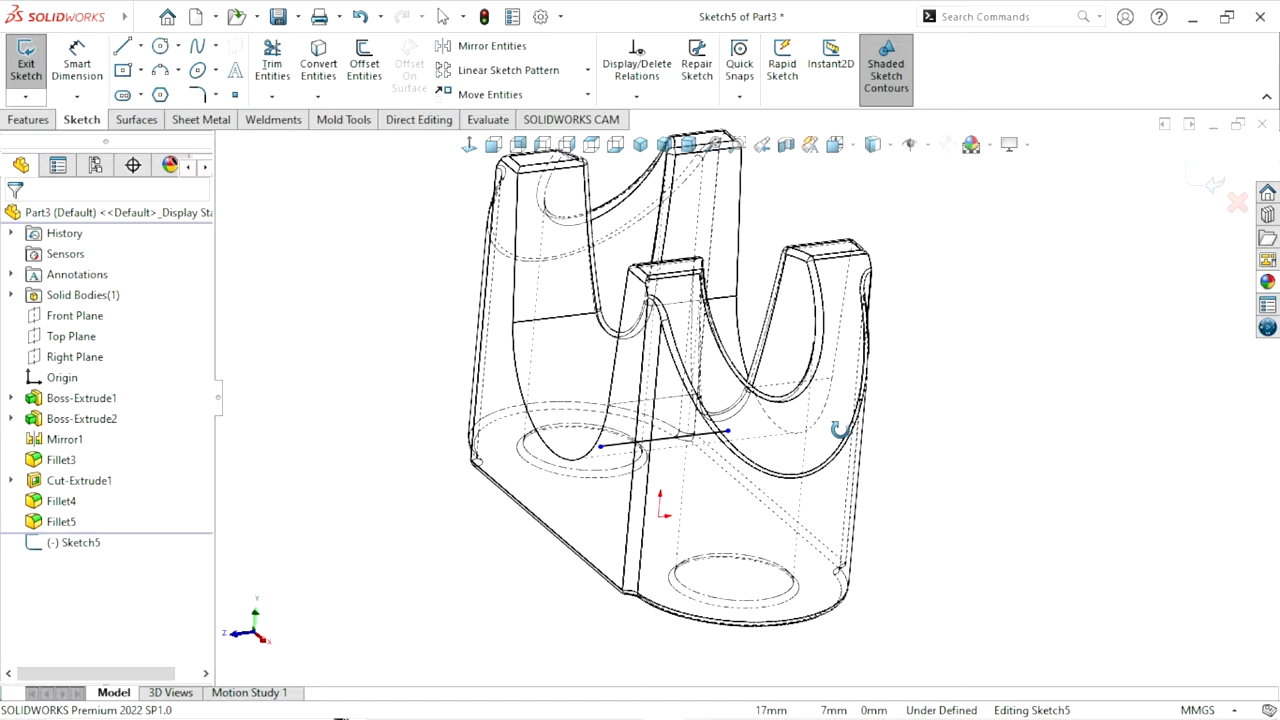 SOLIDWORKS
Sketch5 of Part3 *
Search Commands
Exit Sketch
Smart Dimension
Trim Entities
Convert Entities
Offset Entities
Offset On Surface
Mirror Entities
Linear Sketch Pattern
Move Entities
Display/Delete Relations
Repair Sketch
Quick Snaps
Rapid Sketch
Instant2D
Shaded Sketch Contours
Features
Sketch
Surfaces
Sheet Metal
Weldments
Mold Tools
Direct Editing
Evaluate
SOLIDWORKS CAM
Part3 (Default) <<Default>_Display Sta
History
Sensors
Annotations
Solid Bodies(1)
Front Plane
Top Plane
Right Plane
Origin
Boss-Extrude1
Boss-Extrude2
Mirror1
Fillet3
Cut-Extrude1
Fillet4
Fillet5
(-) Sketch5
Y
Z
X
Model
3D Views
Motion Study 1
SOLIDWORKS Premium 2022 SP1.0
17mm
7mm
0mm
Under Defined
Editing Sketch5
MMGS